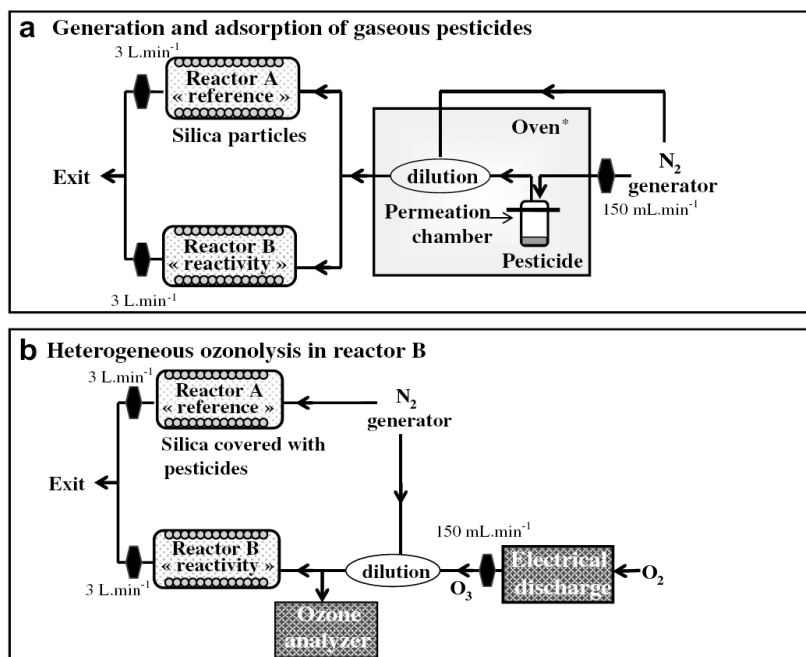 a Generation and adsorption of gaseous pesticides
3 L.min-1
Reactor A
« reference »
Silica particles
Exit
Reactor B
« reactivity »
3 L.min-1
Oven*
dilution
Permeation
chamber
Pesticide
N2
generator
150 mL.min-1
b Heterogeneous ozonolysis in reactor B
3 L.min-1
Reactor A
« reference »
Silica covered with
pesticides
N2
generator
Exit
Reactor B
« reactivity »
3 L.min-1
dilution
150 mL.min-1
O3
Electrical
discharge
O2
Ozone
analyzer